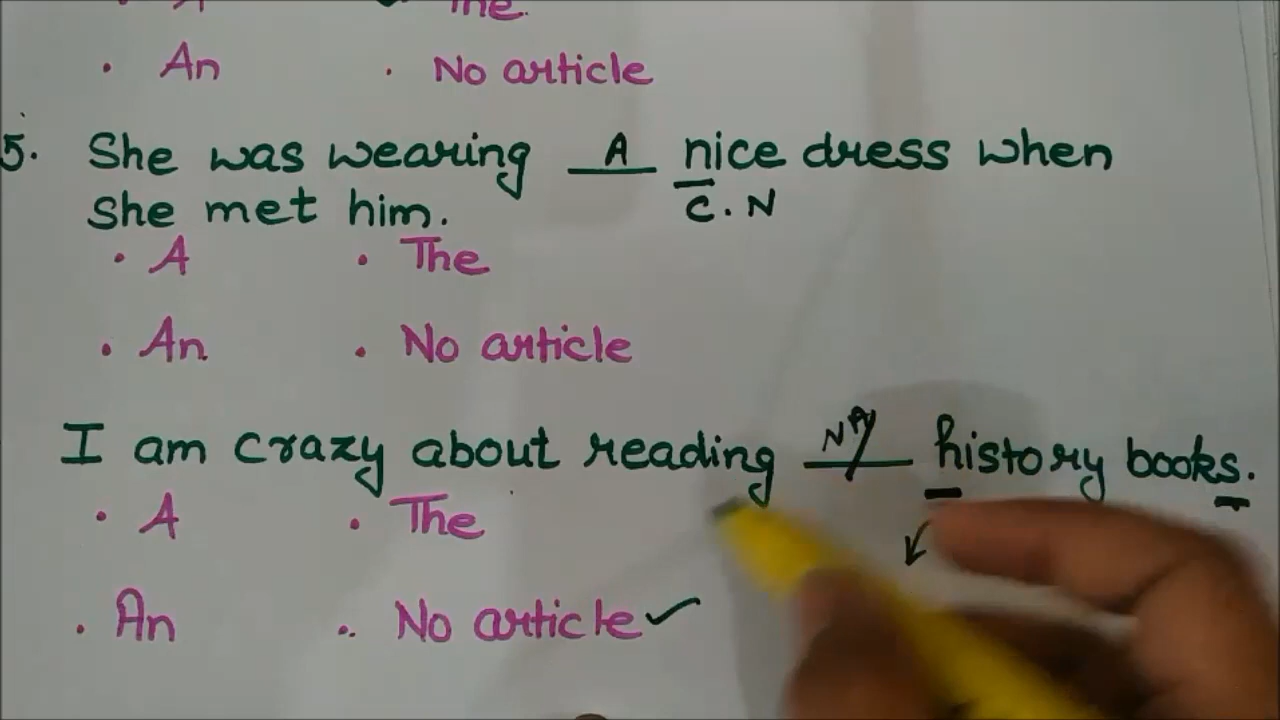 A The.
An No article
5. She was wearing A nice dress when
C.N
she met him.
A The
An No article
I am crazy about reading history books.
A The
An No article